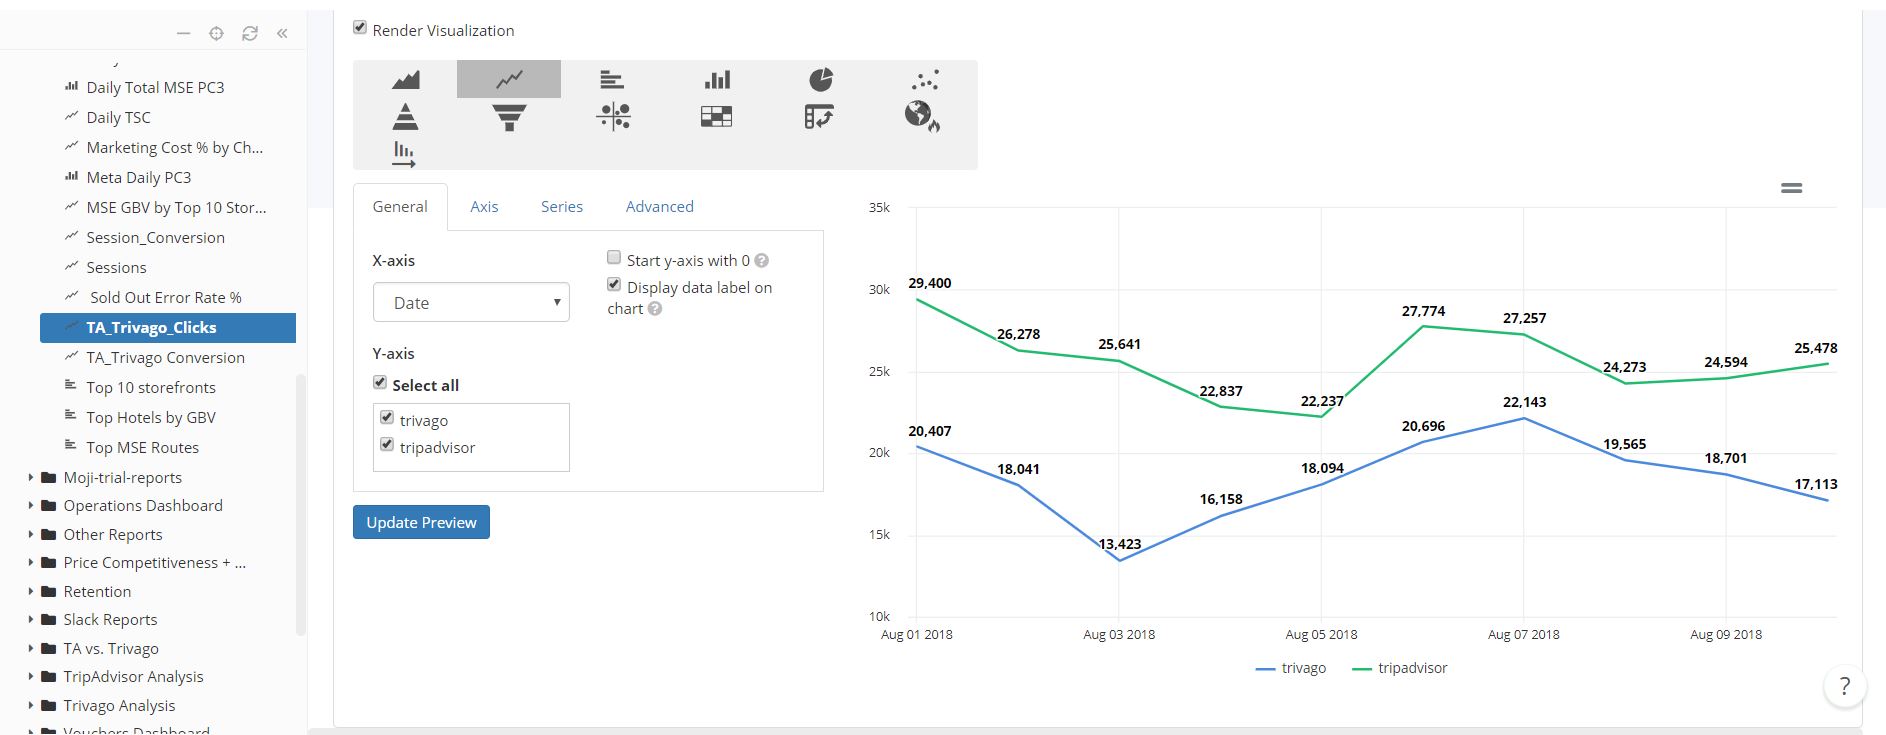 Render Visualization
Daily Total MSE PC3
Daily TSC
Marketing Cost % by Ch...
Meta Daily PC3
MSE GBV by Top 10 Stor...
Session_Conversion
Sessions
Sold Out Error Rate %
TA_Trivago_Clicks
TA_Trivago Conversion
Top 10 storefronts
Top Hotels by GBV
Top MSE Routes
Moji-trial-reports
Operations Dashboard
Other Reports
Price Competitiveness + ...
Retention
Slack Reports
TA vs. Trivago
TripAdvisor Analysis
Trivago Analysis
Vouchers Dashboard
General Axis Series Advanced
X-axis
Date
Y-axis
Select all
trivago
tripadvisor
Start y-axis with 0 ?
Display data label on
chart ?
Update Preview
35k
30k
25k
20k
15k
10k
29,400
26,278
25,641
22,837
22,237
27,774
27,257
24,273
24,594
25,478
20,407
18,041
13,423
16,158
18,094
20,696
22,143
19,565
18,701
17,113
Aug 01 2018 Aug 03 2018 Aug 05 2018 Aug 07 2018 Aug 09 2018
trivago tripadvisor
?